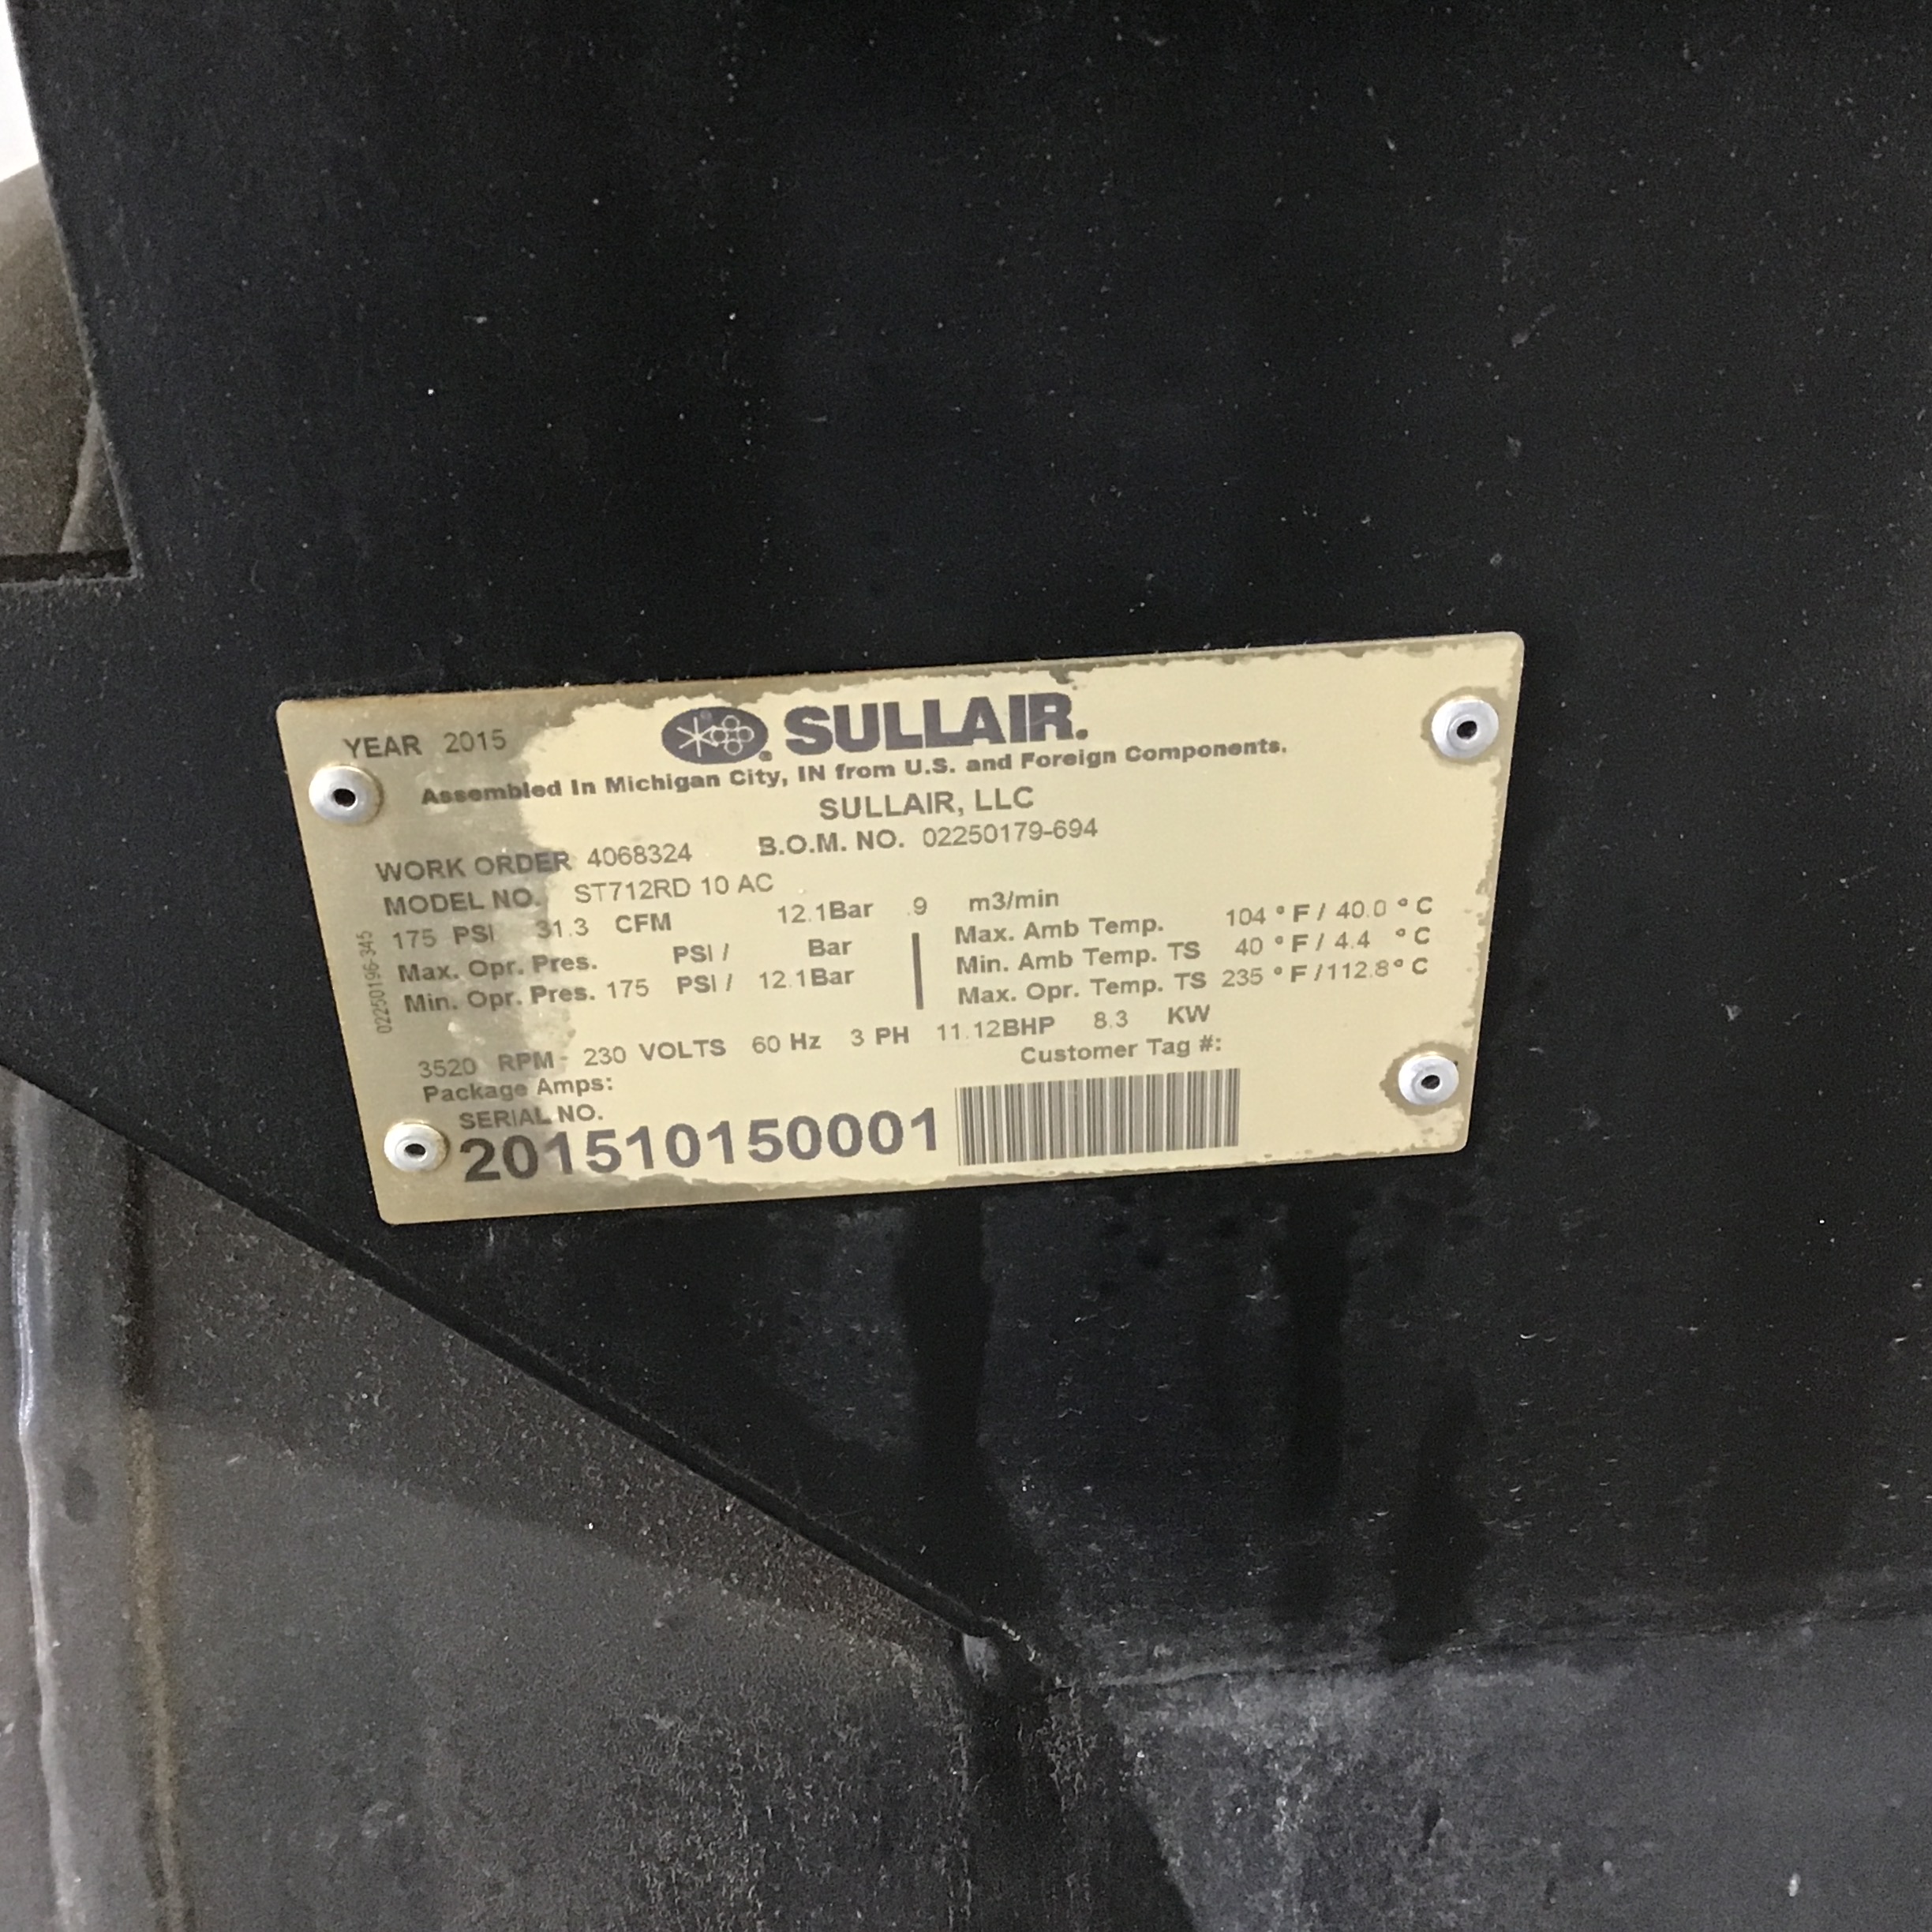 YEAR 2015
SULLAIR.
Assembled In Michigan City, IN from U.S. and Foreign Components.
SULLAIR, LLC
WORK ORDER 4068324 B.O.M. NO. 02250179-694
MODEL NO. ST712RD 10 AC
175 PSI 31.3 CFM 12.1Bar .9 m3/min
Max. Opr. Pres. PSI / Bar
Min. Opr. Pres. 175 PSI / 12.1Bar
Max. Amb Temp. 104 °F / 40.0 °C
Min. Amb Temp. TS 40 °F / 4.4 °C
Max. Opr. Temp. TS 235 °F /112.8°C
3520 RPM- 230 VOLTS 60 Hz 3 PH 11.12BHP 8.3 KW
Package Amps:
Customer Tag #:
SERIAL NO.
201510150001
02250196-345